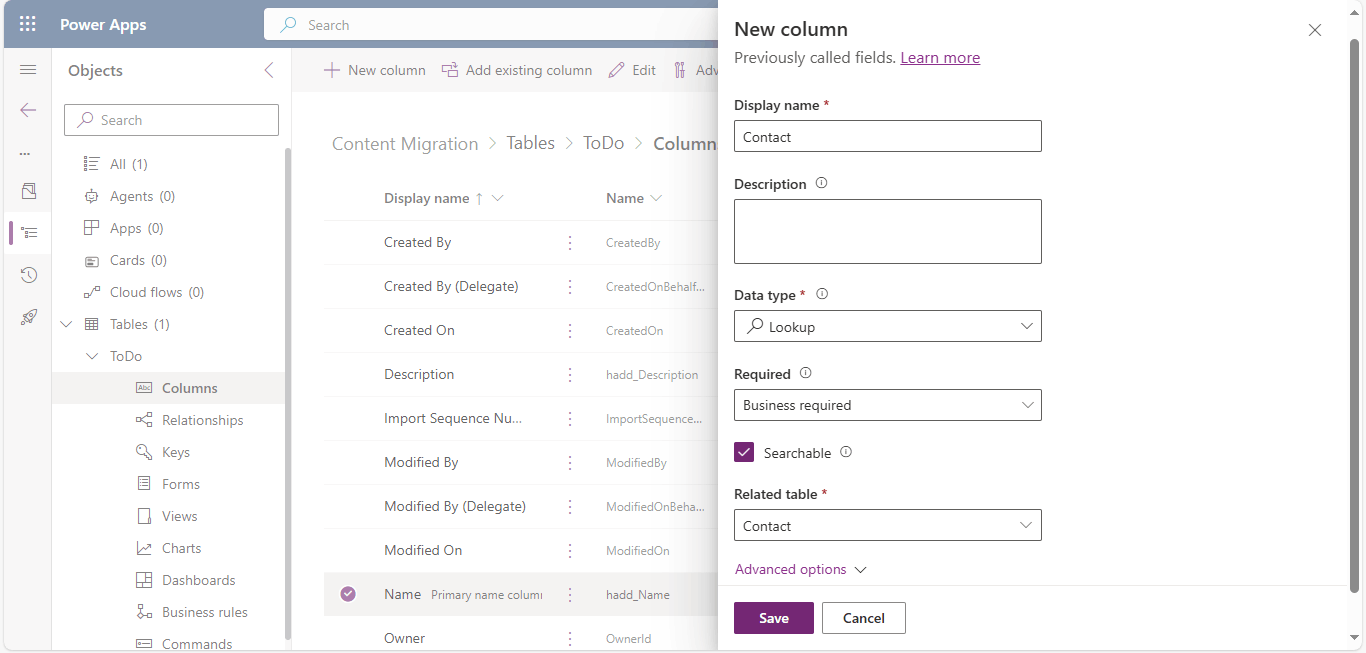 Power Apps
Search
Objects
Search
All (1)
Agents (0)
Apps (0)
Cards (0)
Cloud flows (0)
Tables (1)
ToDo
Columns
Relationships
Keys
Forms
Views
Charts
Dashboards
Business rules
Commands
New column
Add existing column
Edit
Adv
Content Migration > Tables > ToDo > Column
Display name ↑ Name
Created By CreatedBy
Created By (Delegate) CreatedOnBehalf...
Created On CreatedOn
Description hadd_Description
Import Sequence Nu... ImportSequence...
Modified By ModifiedBy
Modified By (Delegate) ModifiedOnBeha...
Modified On ModifiedOn
Name Primary name colum hadd_Name
Owner OwnerId
New column
Previously called fields. Learn more
Display name *
Contact
Description
Data type *
Lookup
Required
Business required
Searchable
Related table *
Contact
Advanced options
Save
Cancel